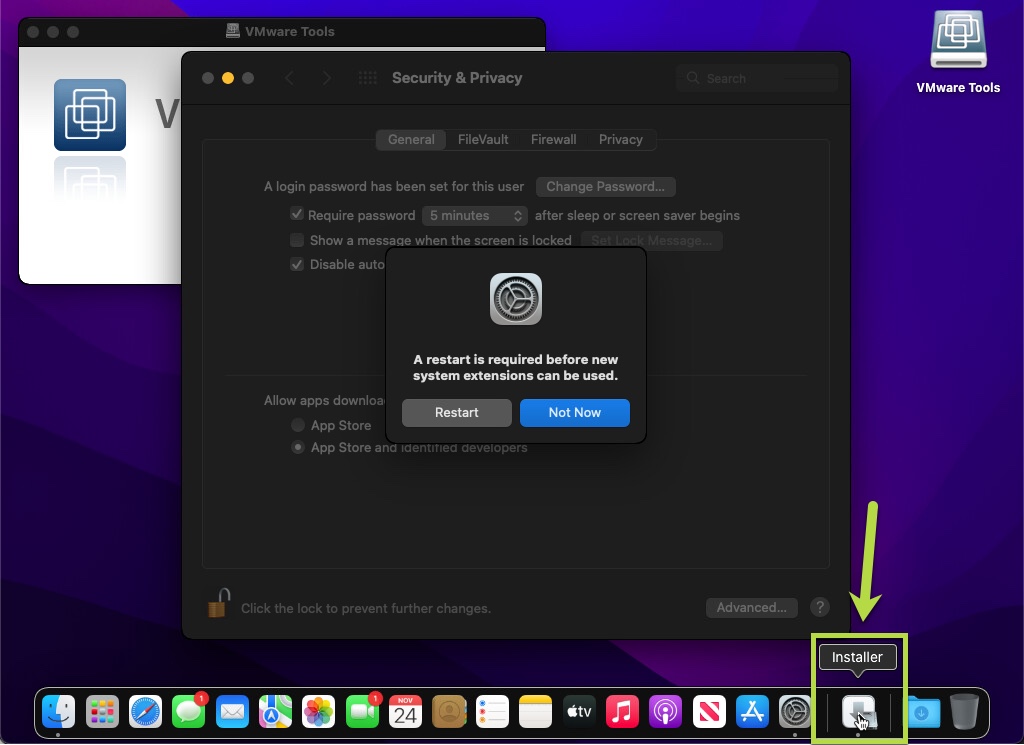 VMware Tools
V
Security & Privacy
Search
VMware Tools
General FileVault Firewall Privacy
A login password has been set for this user Change Password...
Require password 5 minutes after sleep or screen saver begins
Show a message when the screen is locked Set Lock Message...
Disable auto
A restart is required before new
system extensions can be used.
Restart Not Now
Allow apps downloa
App Store
App Store and identified developers
Click the lock to prevent further changes.
Advanced... ?
Installer
1
1
NOV
24
tv